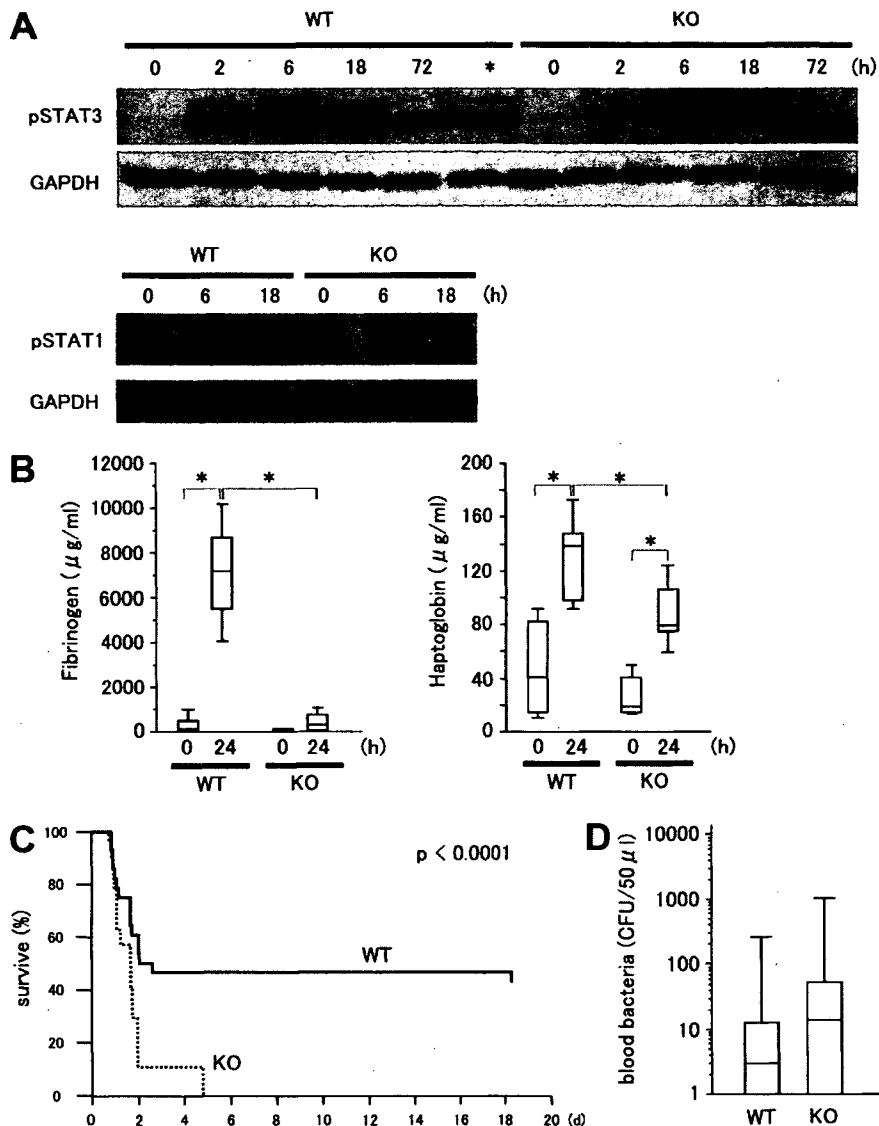 A
WT KO
0 2 6 18 72 * 0 2 6 18 72 (h)
pSTAT3
GAPDH
WT KO
0 6 18 0 6 18 (h)
pSTAT1
GAPDH
B
Fibrinogen (μg/ml)
12000
10000
8000
6000
4000
2000
0
* *
0 24 0 24 (h)
WT KO
Haptoglobin (μg/ml)
200
160
120
80
40
0
* * *
0 24 0 24 (h)
WT KO
C
survive (%)
100
80
60
40
20
0
p < 0.0001
WT
KO
0 2 4 6 8 10 12 14 16 18 20 (d)
D
blood bacteria (CFU/50 μl)
10000
1000
100
10
1
WT KO